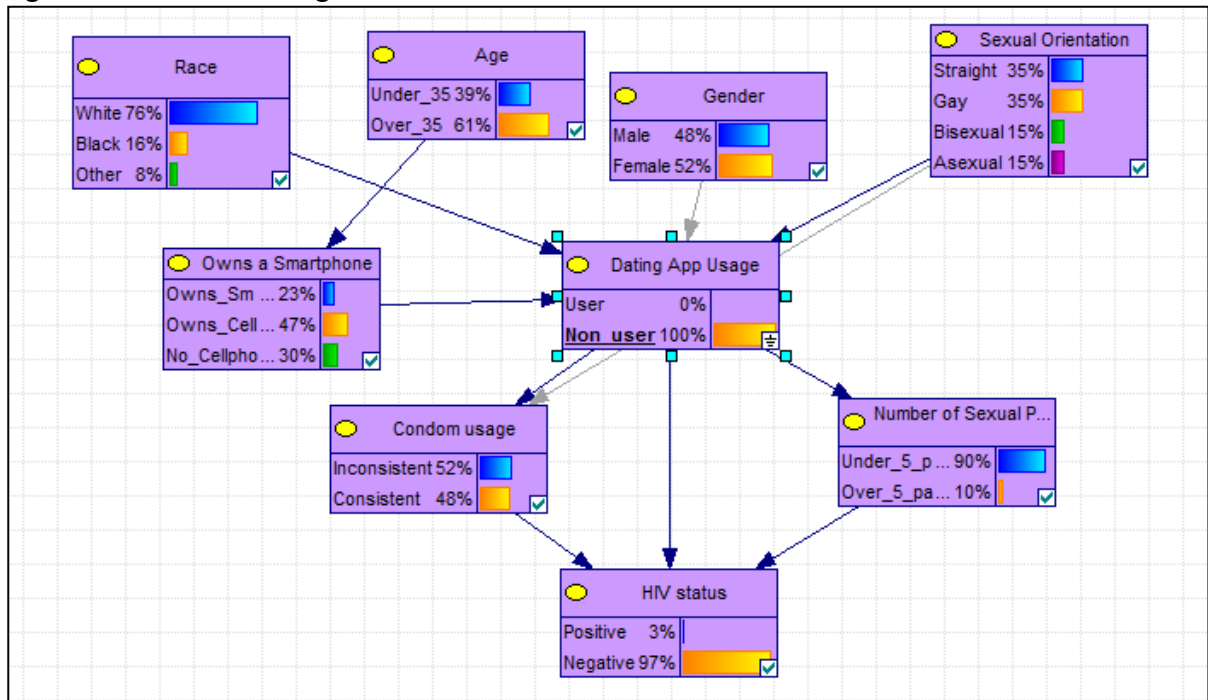 Race
White 76%
Black 16%
Other 8%
Age
Under_35 39%
Over_35 61%
Gender
Male 48%
Female 52%
Sexual Orientation
Straight 35%
Gay 35%
Bisexual 15%
Asexual 15%
Owns a Smartphone
Owns_Sm ... 23%
Owns_Cell ... 47%
No_Cellpho ... 30%
Dating App Usage
User 0%
Non_user 100%
Condom usage
Inconsistent 52%
Consistent 48%
Number of Sexual P...
Under_5_p ... 90%
Over_5_pa... 10%
HIV status
Positive 3%
Negative 97%